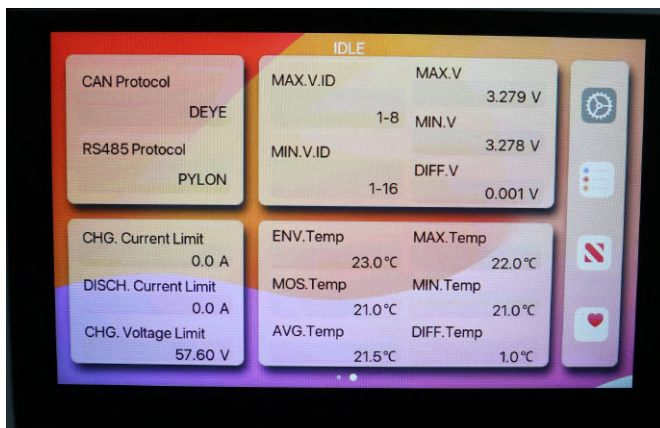 IDLE
CAN Protocol
DEYE
RS485 Protocol
PYLON
MAX.V.ID
1-8
MIN.V.ID
1-16
MAX.V
3.279 V
MIN.V
3.278 V
DIFF.V
0.001 V
CHG. Current Limit
0.0 A
DISCH. Current Limit
0.0 A
CHG. Voltage Limit
57.60 V
ENV.Temp
23.0°C
MOS.Temp
21.0°C
AVG.Temp
21.5°C
MAX.Temp
22.0°C
MIN.Temp
21.0°C
DIFF.Temp
1.0°C